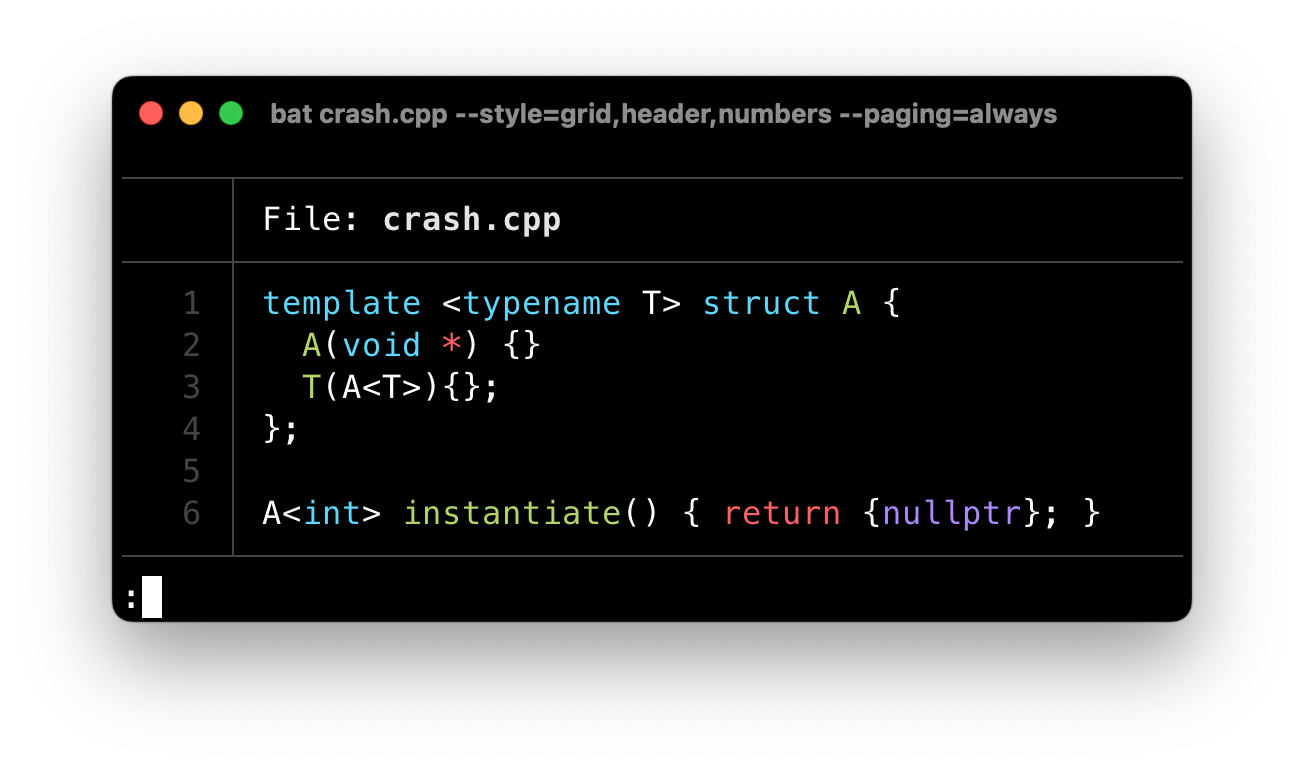 bat crash.cpp --style=grid,header,numbers --paging=always
File: crash.cpp
1 template <typename T> struct A {
2   A(void *) {}
3   T(A<T>){};
4 };
5
6 A<int> instantiate() { return {nullptr}; }
: